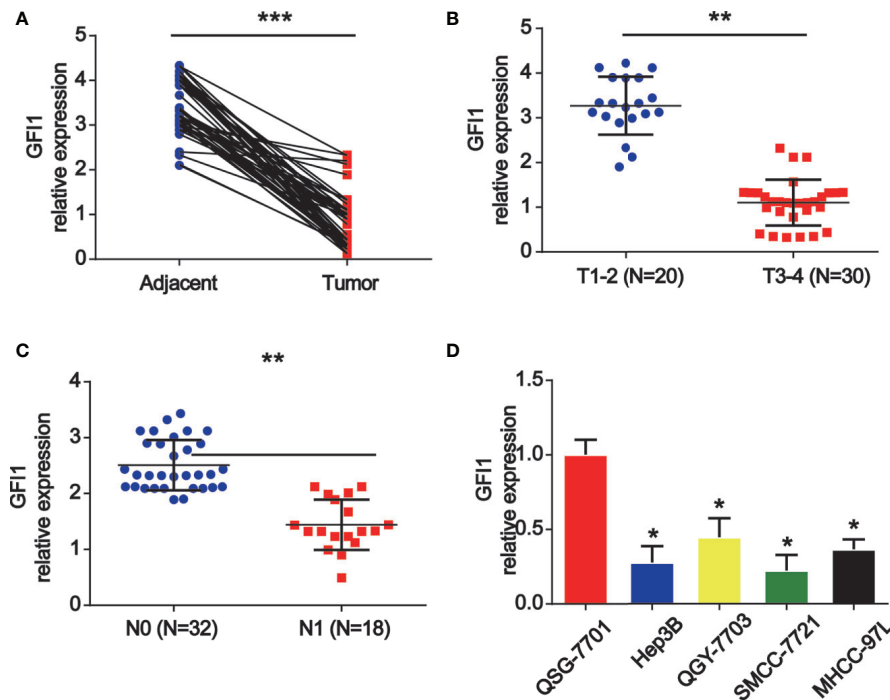 A
***
GFI1
relative expression
5
4
3
2
1
0
Adjacent
Tumor
B
**
GFI1
relative expression
5
4
3
2
1
0
T1-2 (N=20)
T3-4 (N=30)
C
**
GFI1
relative expression
4
3
2
1
0
N0 (N=32)
N1 (N=18)
D
GFI1
relative expression
1.5
1.0
0.5
0.0
*
*
*
*
QSG-7701
Hep3B
QGY-7703
SMCC-7721
MHCC-97L